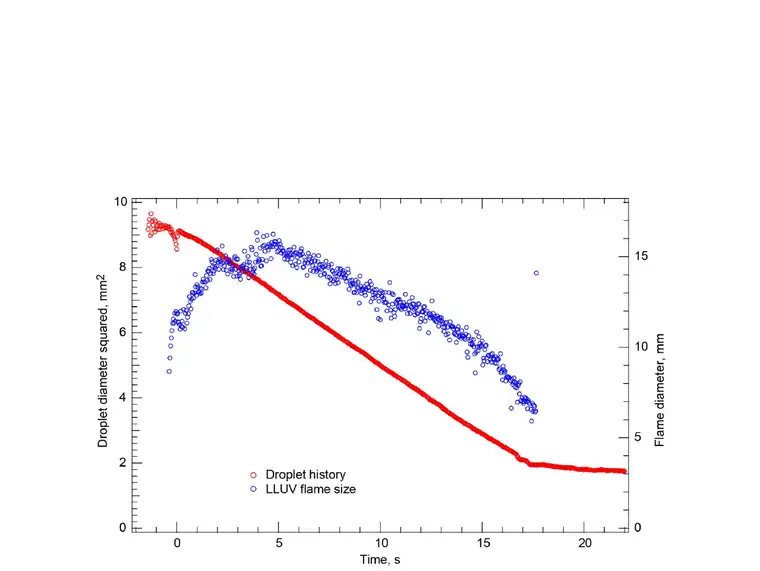 10
8
6
4
2
0
Droplet diameter squared, mm2
15
10
5
0
Flame diameter, mm
Droplet history
LLUV flame size
0 5 10 15 20
Time, s